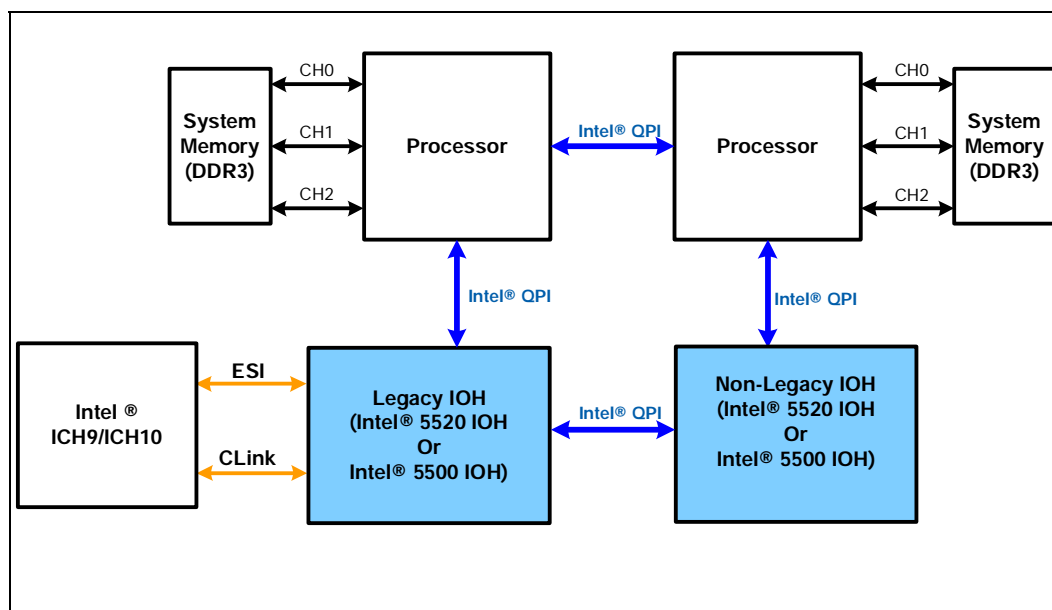 CH0
System
Memory
(DDR3)
CH1
CH2
Processor
Intel® QPI
Processor
CH0
CH1
CH2
System
Memory
(DDR3)
Intel® QPI
Intel® QPI
Intel ®
ICH9/ICH10
ESI
CLink
Legacy IOH
(Intel® 5520 IOH
Or
Intel® 5500 IOH)
Intel® QPI
Non-Legacy IOH
(Intel® 5520 IOH
Or
Intel® 5500 IOH)